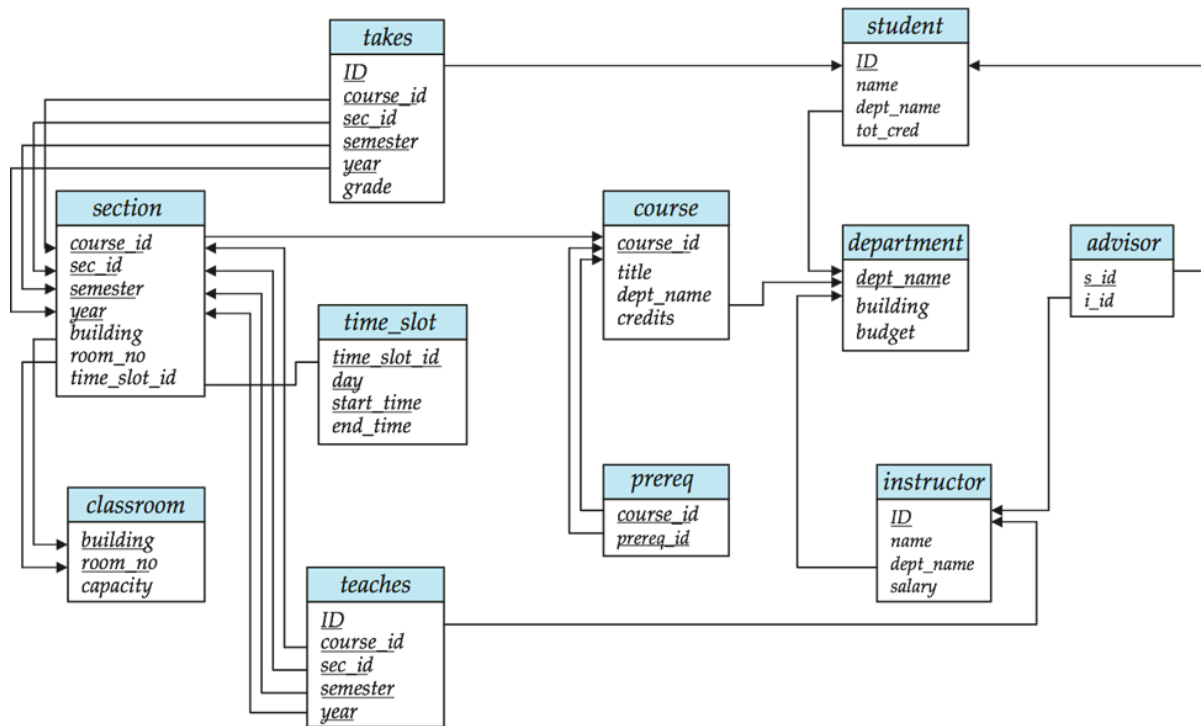 takes
ID
course_id
sec_id
semester
year
grade
student
ID
name
dept_name
tot_cred
section
course_id
sec_id
semester
year
building
room_no
time_slot_id
course
course_id
title
dept_name
credits
department
dept_name
building
budget
advisor
s_id
i_id
time_slot
time_slot_id
day
start_time
end_time
classroom
building
room_no
capacity
prereq
course_id
prereq_id
instructor
ID
name
dept_name
salary
teaches
ID
course_id
sec_id
semester
year